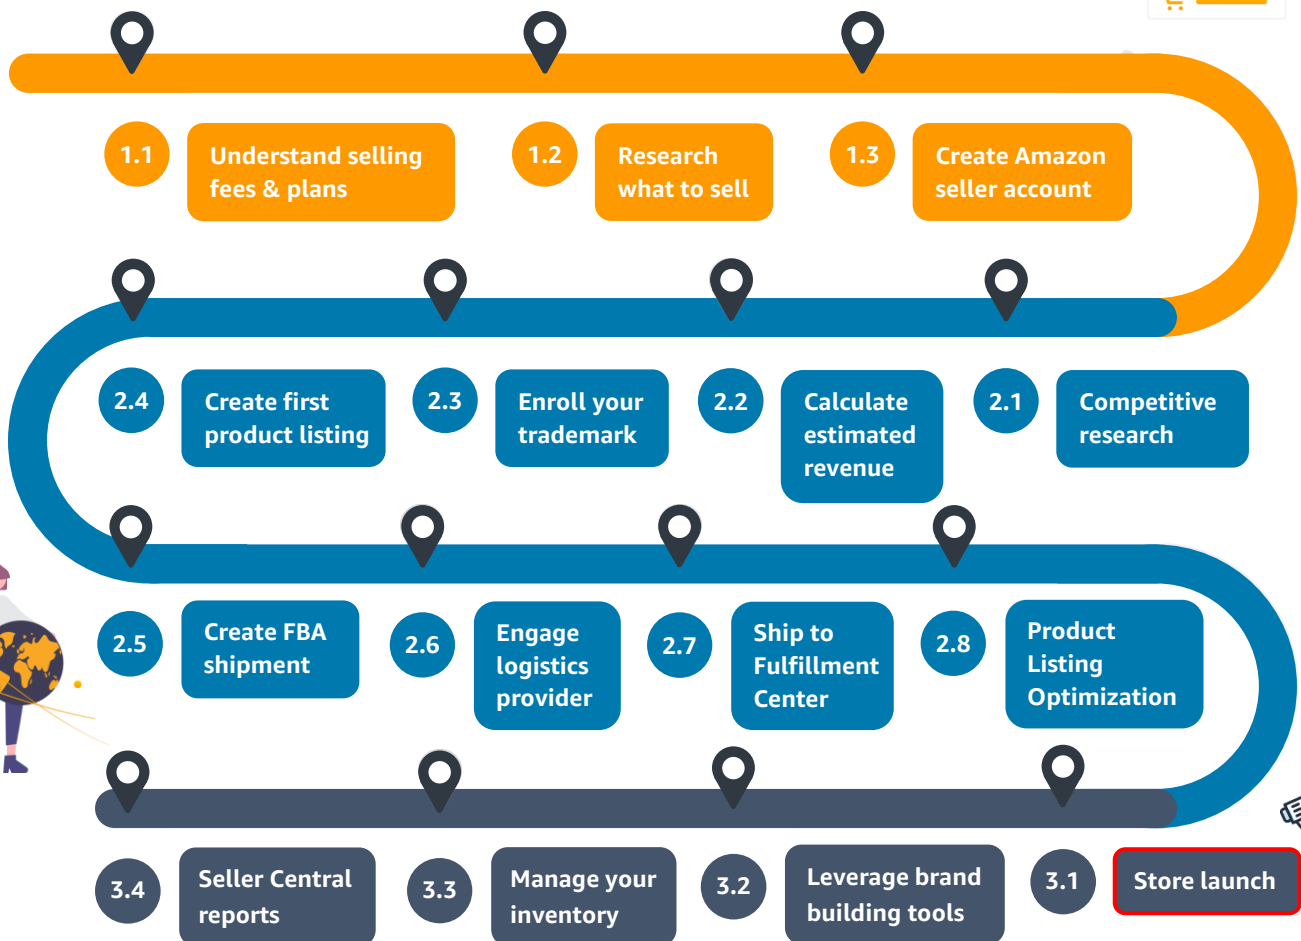 1.1
Understand selling
fees & plans
1.2
Research
what to sell
1.3
Create Amazon
seller account
2.4
Create first
product listing
2.3
Enroll your
trademark
2.2
Calculate
estimated
revenue
2.1
Competitive
research
2.5
Create FBA
shipment
2.6
Engage
logistics
provider
2.7
Ship to
Fulfillment
Center
2.8
Product
Listing
Optimization
3.4
Seller Central
reports
3.3
Manage your
inventory
3.2
Leverage brand
building tools
3.1
Store launch